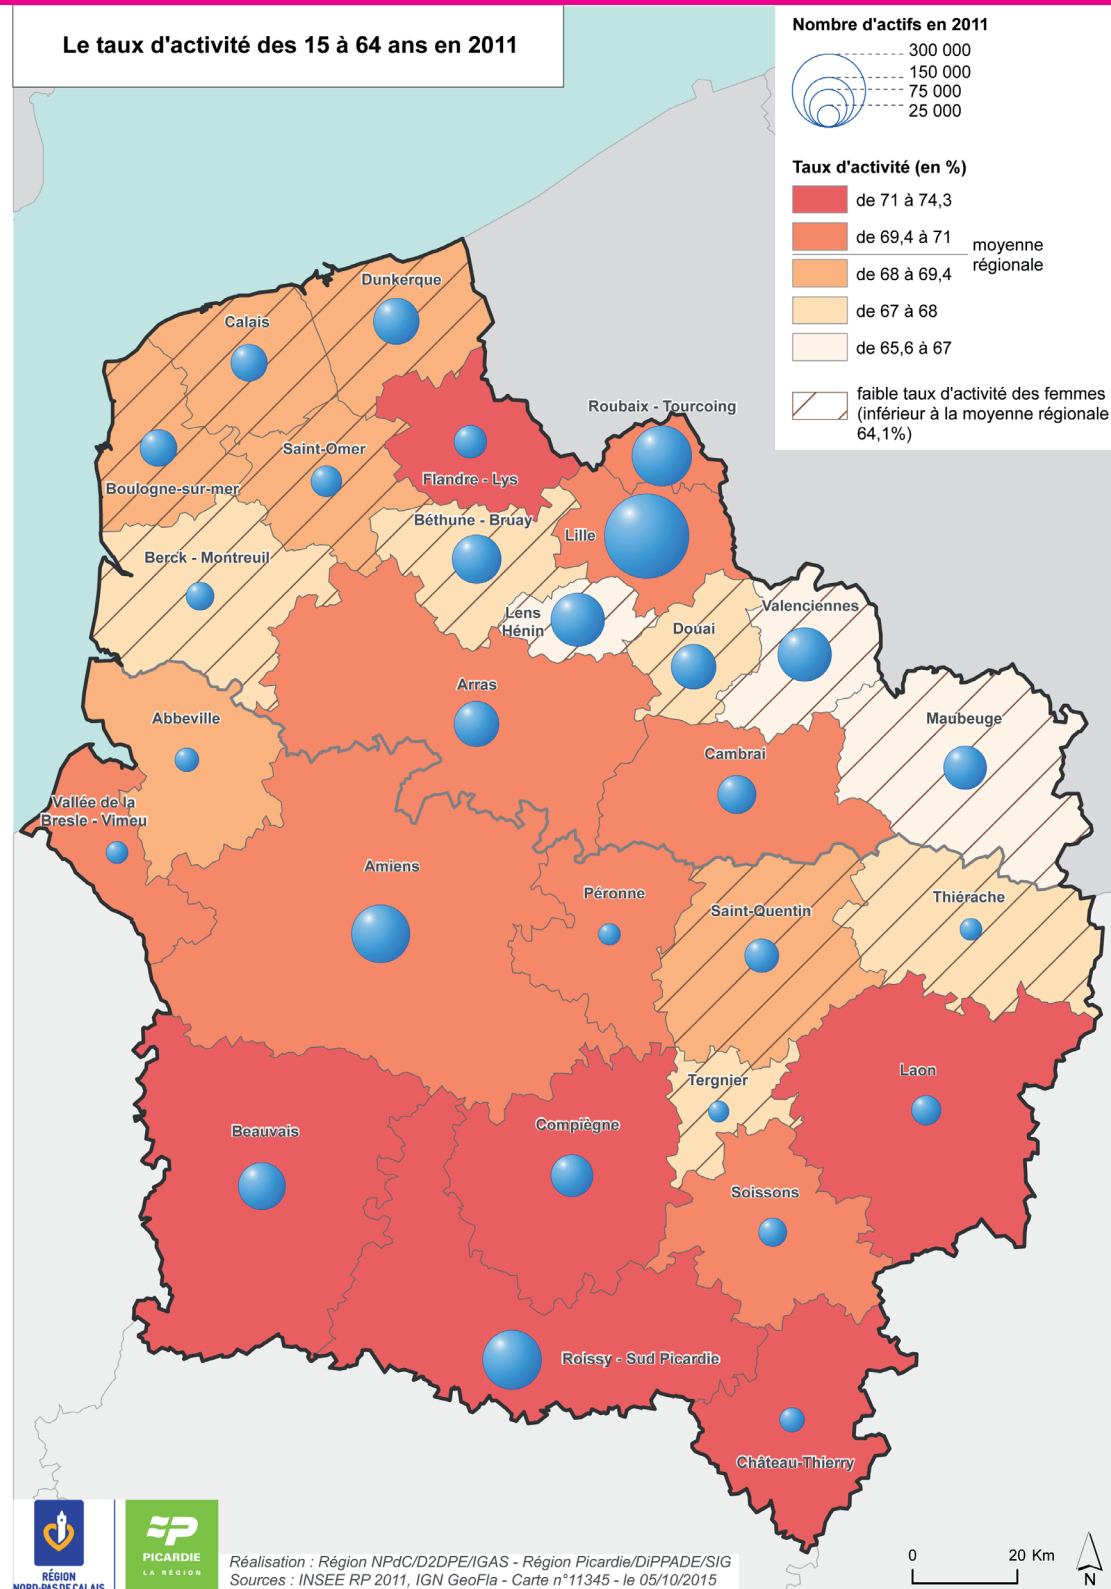 Le taux d'activité des 15 à 64 ans en 2011
Nombre d'actifs en 2011
300 000
150 000
75 000
25 000
Taux d'activité (en %)
de 71 à 74,3
de 69,4 à 71
moyenne
régionale
de 68 à 69,4
de 67 à 68
de 65,6 à 67
faible taux d'activité des femmes
(inférieur à la moyenne régionale
64,1%)
Dunkerque
Calais
Roubaix - Tourcoing
Saint-Omer
Flandre - Lys
Boulogne-sur-mer
Béthune - Bruay
Lille
Berck - Montreuil
Valenciennes
Lens
Hénin
Douai
Arras
Abbeville
Maubeuge
Cambrai
Vallée de la
Bresle - Vimeu
Amiens
Péronne
Thiérache
Saint-Quentin
Laon
Tergnier
Compiègne
Beauvais
Soissons
Roissy - Sud Picardie
Château-Thierry
RÉGION
NORD-PAS DE CALAIS
PICARDIE
LA RÉGION
Réalisation : Région NPdC/D2DPE/IGAS - Région Picardie/DiPPADE/SIG
Sources : INSEE RP 2011, IGN GeoFla - Carte n°11345 - le 05/10/2015
0
20 Km
N